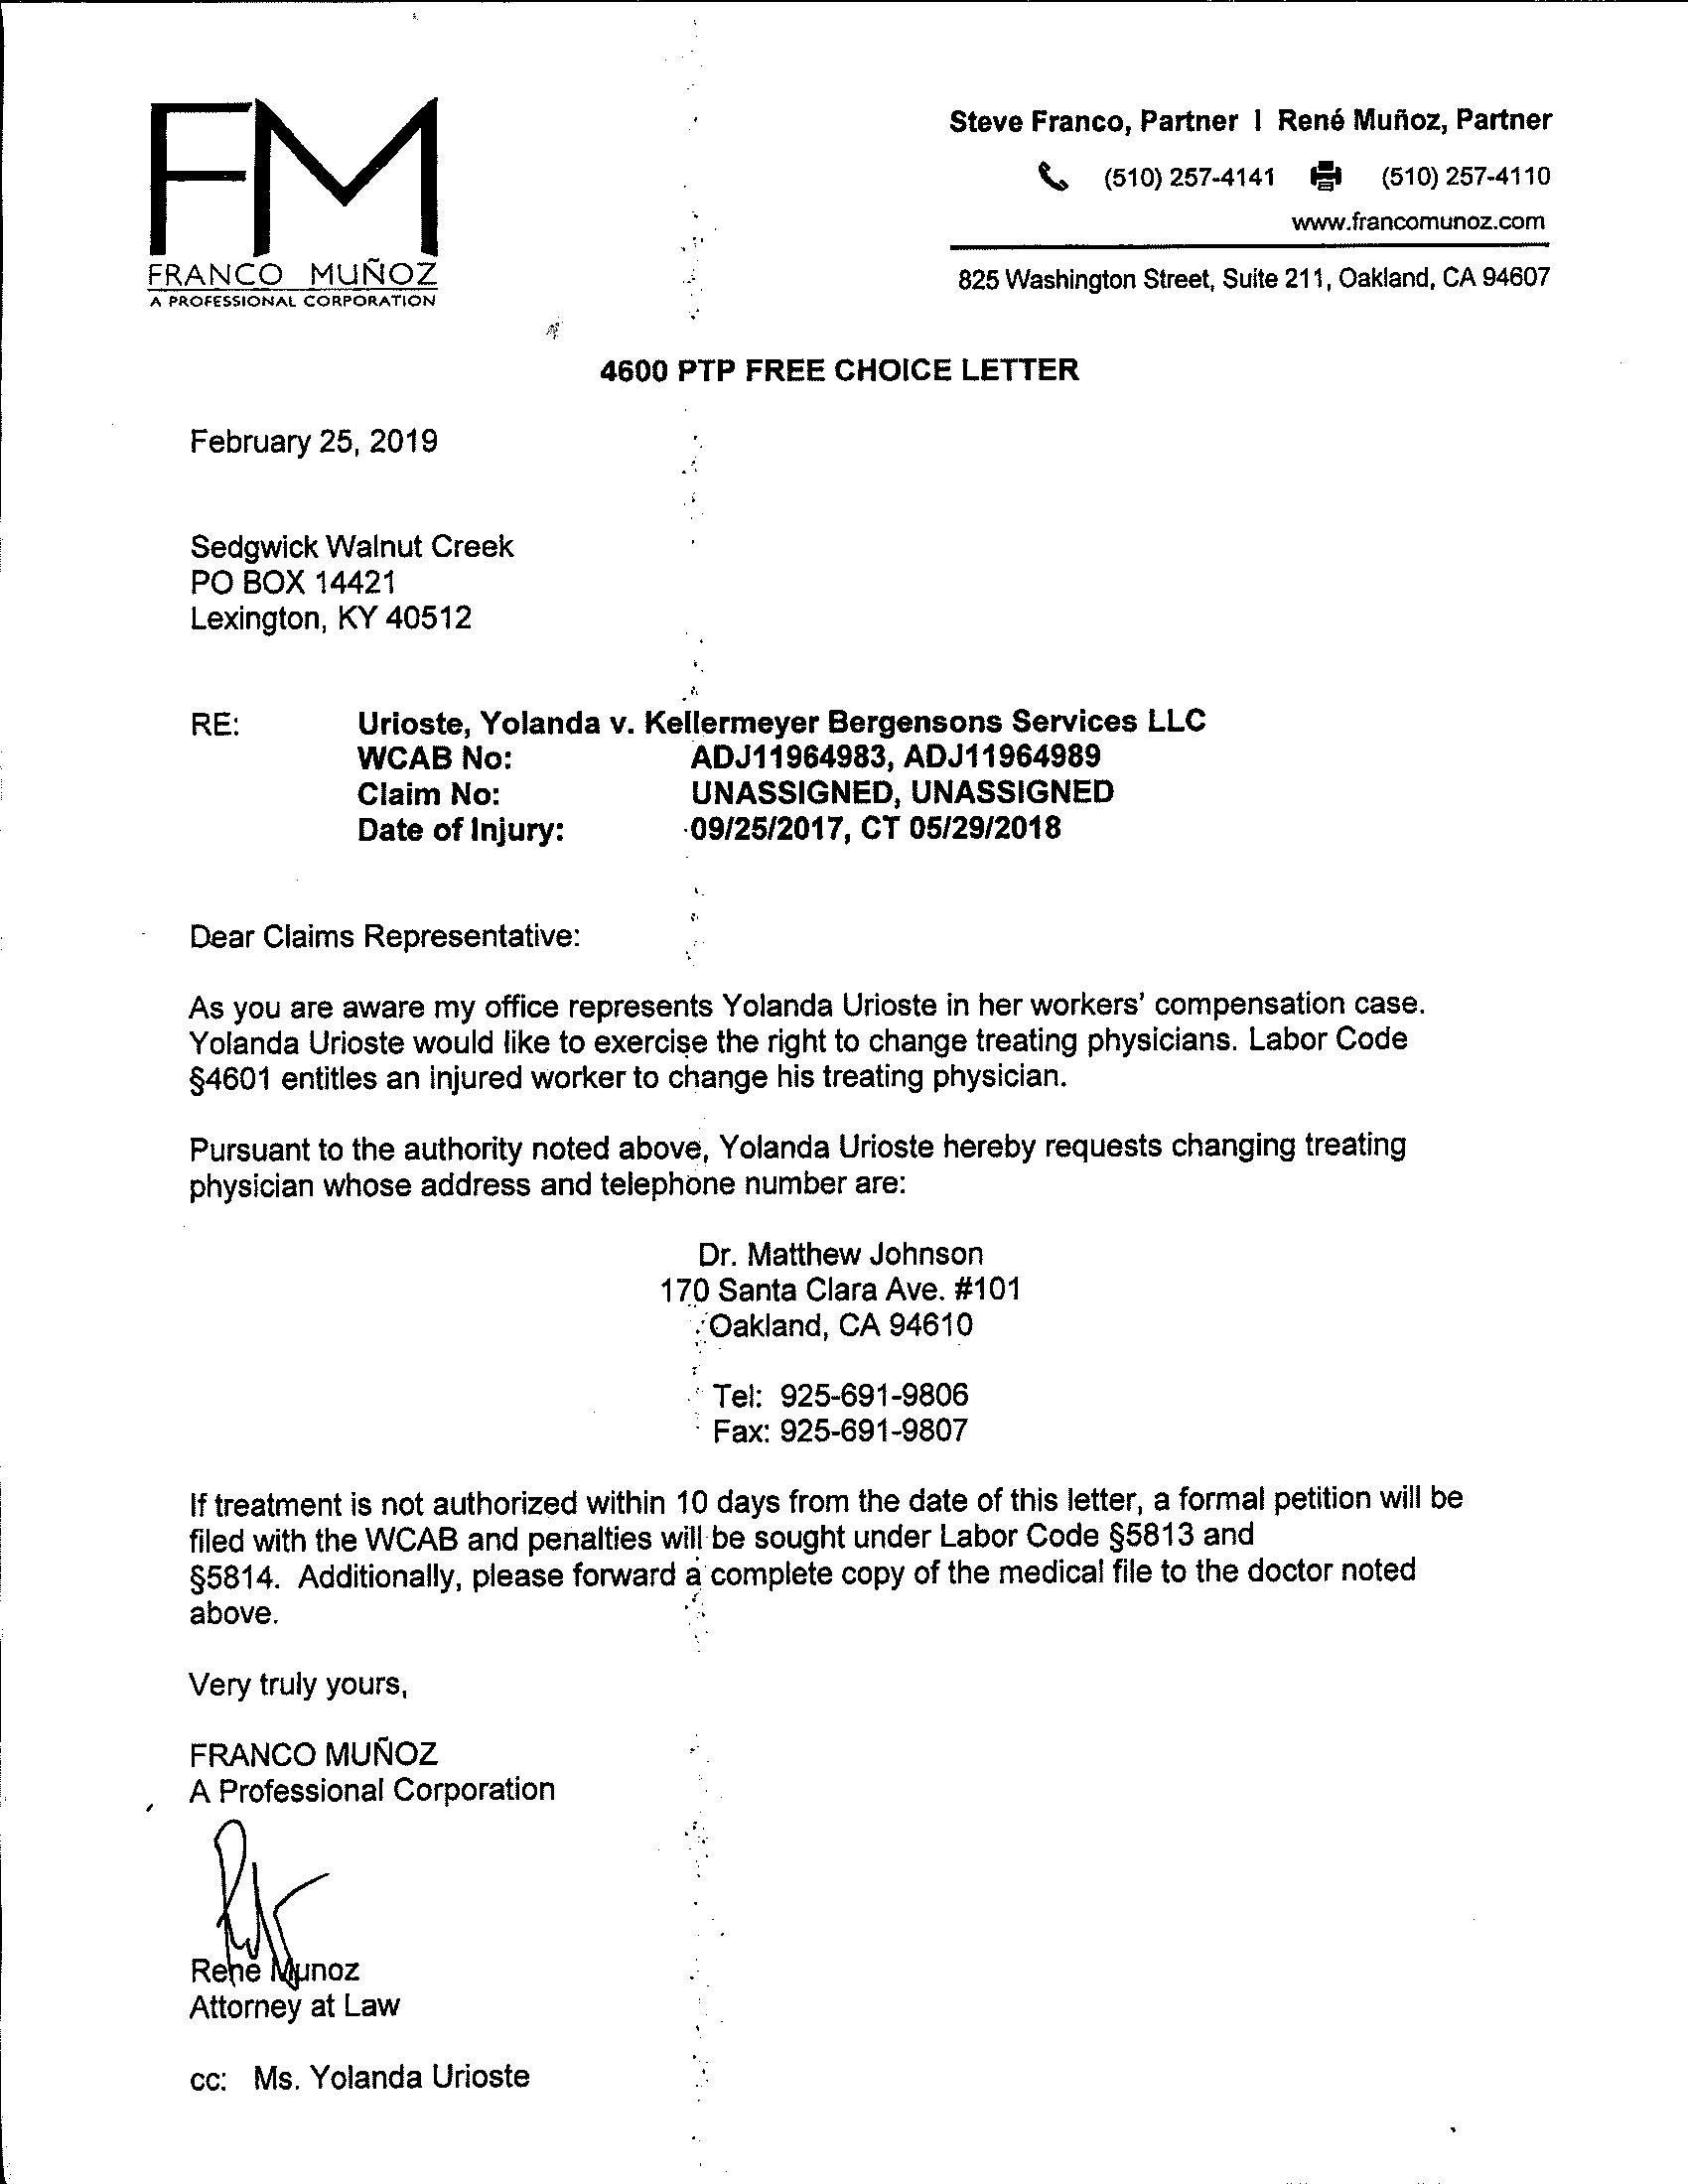 FM
FRANCO MUÑOZ
A PROFESSIONAL CORPORATION
Steve Franco, Partner | René Muñoz, Partner
(510) 257-4141 (510) 257-4110
www.francomunoz.com
825 Washington Street, Suite 211, Oakland, CA 94607
4600 PTP FREE CHOICE LETTER
February 25, 2019
Sedgwick Walnut Creek
PO BOX 14421
Lexington, KY 40512
RE: Urioste, Yolanda v. Kellermeyer Bergensons Services LLC
WCAB No: ADJ11964983, ADJ11964989
Claim No: UNASSIGNED, UNASSIGNED
Date of Injury: 09/25/2017, CT 05/29/2018
Dear Claims Representative:
As you are aware my office represents Yolanda Urioste in her workers' compensation case.
Yolanda Urioste would like to exercise the right to change treating physicians. Labor Code
§4601 entitles an injured worker to change his treating physician.
Pursuant to the authority noted above, Yolanda Urioste hereby requests changing treating
physician whose address and telephone number are:
Dr. Matthew Johnson
170 Santa Clara Ave. #101
Oakland, CA 94610
Tel: 925-691-9806
Fax: 925-691-9807
If treatment is not authorized within 10 days from the date of this letter, a formal petition will be
filed with the WCAB and penalties will be sought under Labor Code §5813 and
§5814. Additionally, please forward a complete copy of the medical file to the doctor noted
above.
Very truly yours,
FRANCO MUÑOZ
A Professional Corporation
Rene Munoz
Attorney at Law
cc: Ms. Yolanda Urioste